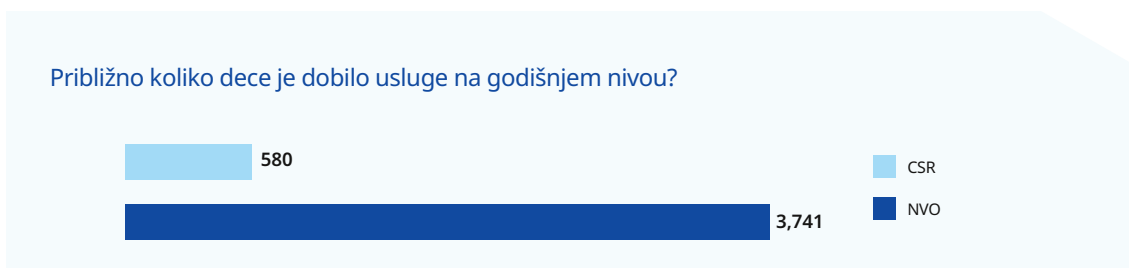 Približno koliko dece je dobilo usluge na godišnjem nivou?
580
CSR
NVO
3,741